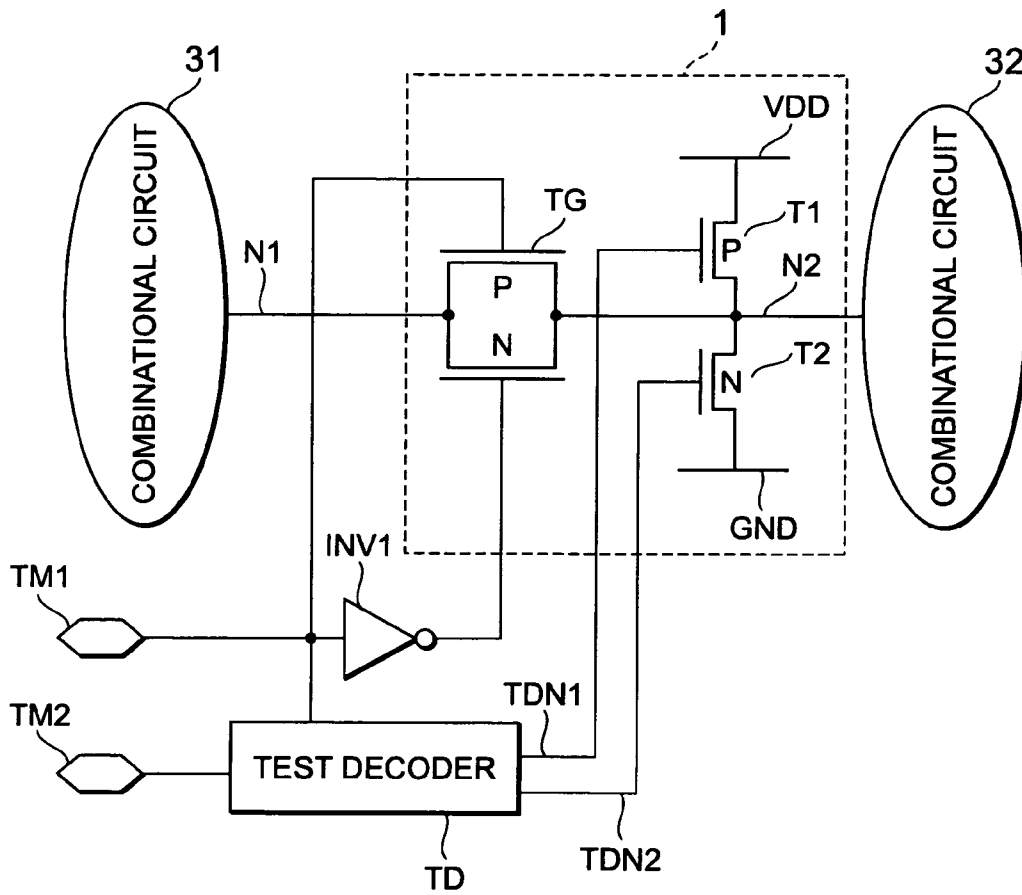 1
31
32
COMBINATIONAL CIRCUIT
COMBINATIONAL CIRCUIT
VDD
TG
T1
P
N1
P
N2
N
T2
N
GND
INV1
TM1
TM2
TDN1
TEST DECODER
TDN2
TD